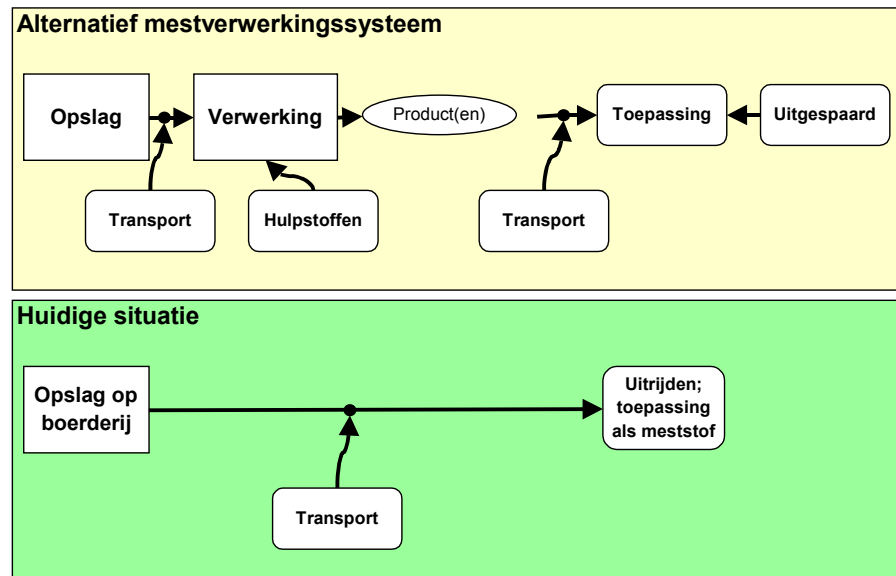 Alternatief mestverwerkingssysteem
Opslag
Verwerking
Product(en)
Toepassing
Uitgespaard
Transport
Hulpstoffen
Transport
Huidige situatie
Opslag op
boerderij
Uitrijden;
toepassing
als meststof
Transport